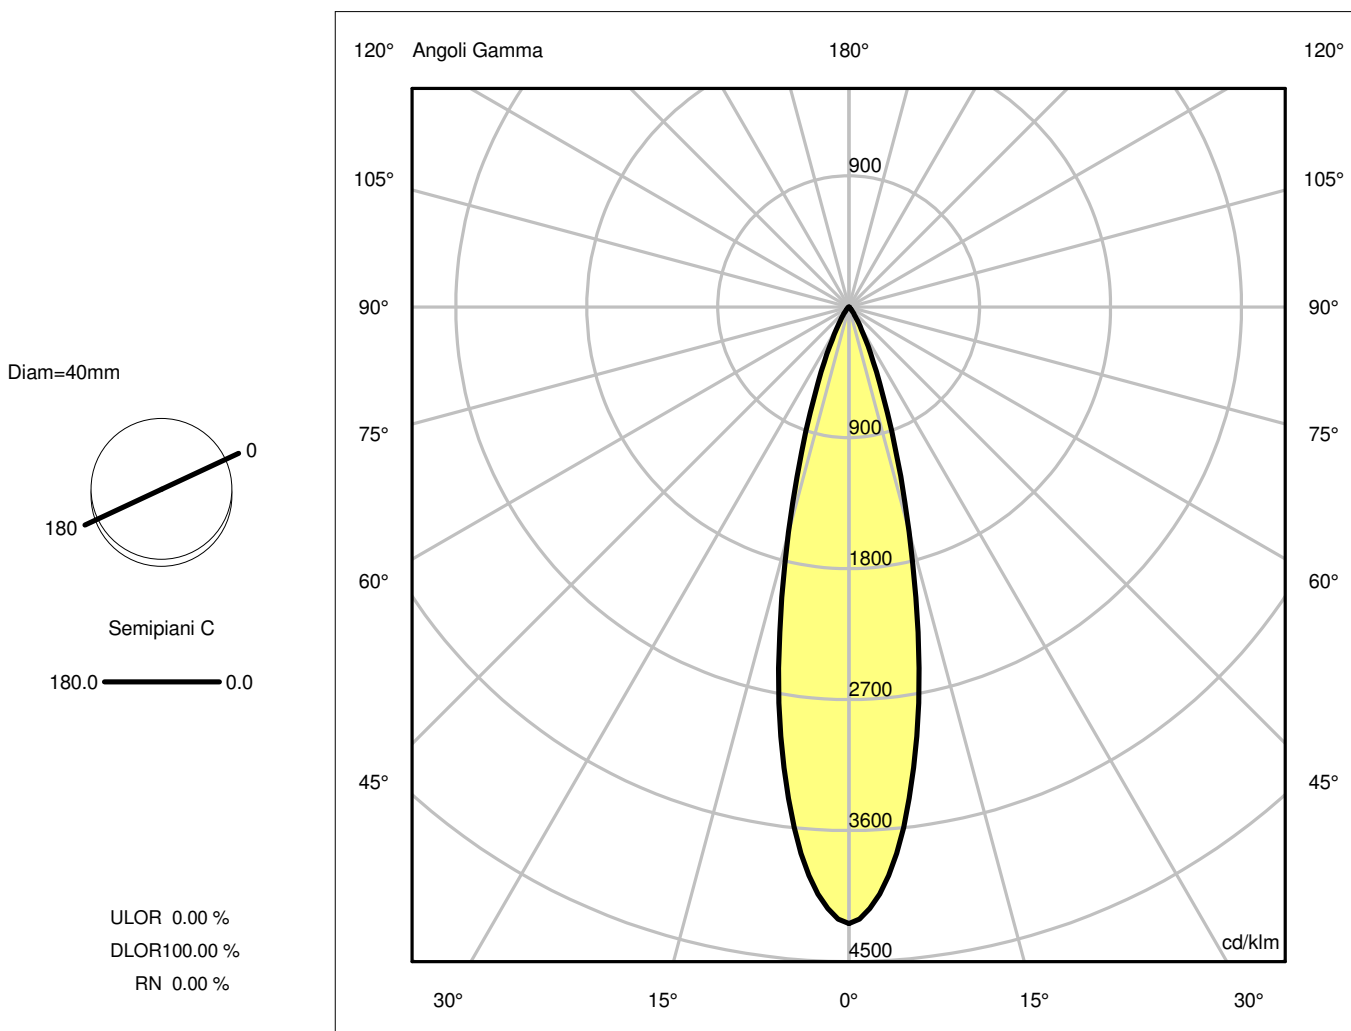 120° Angoli Gamma 180° 120°
900
105° 105°
90° 90°
Diam=40mm
900
75° 75°
0
180
1800
60° 60°
Semipiani C
180.0 0.0
2700
45° 45°
3600
ULOR 0.00 %
cd/klm
DLOR100.00 %
4500
RN 0.00 %
30° 15° 0° 15° 30°